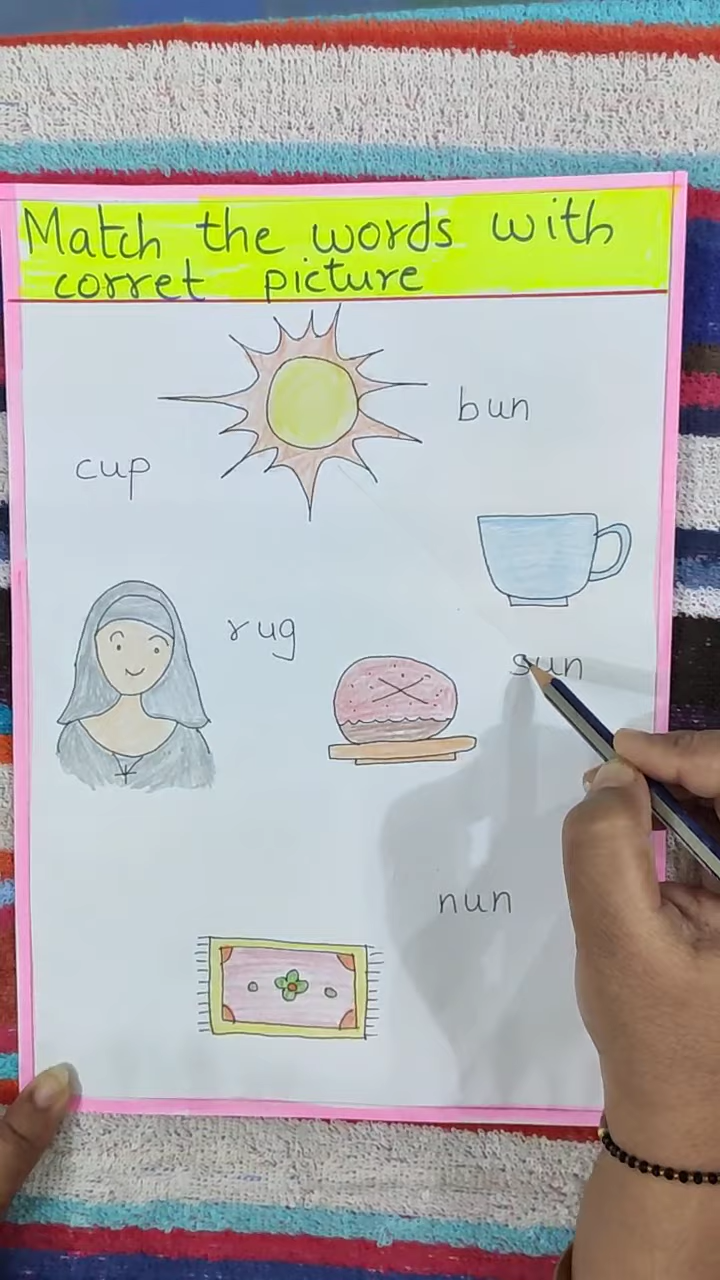 Match the words with
corret picture
bun
cup
rug
sun
nun